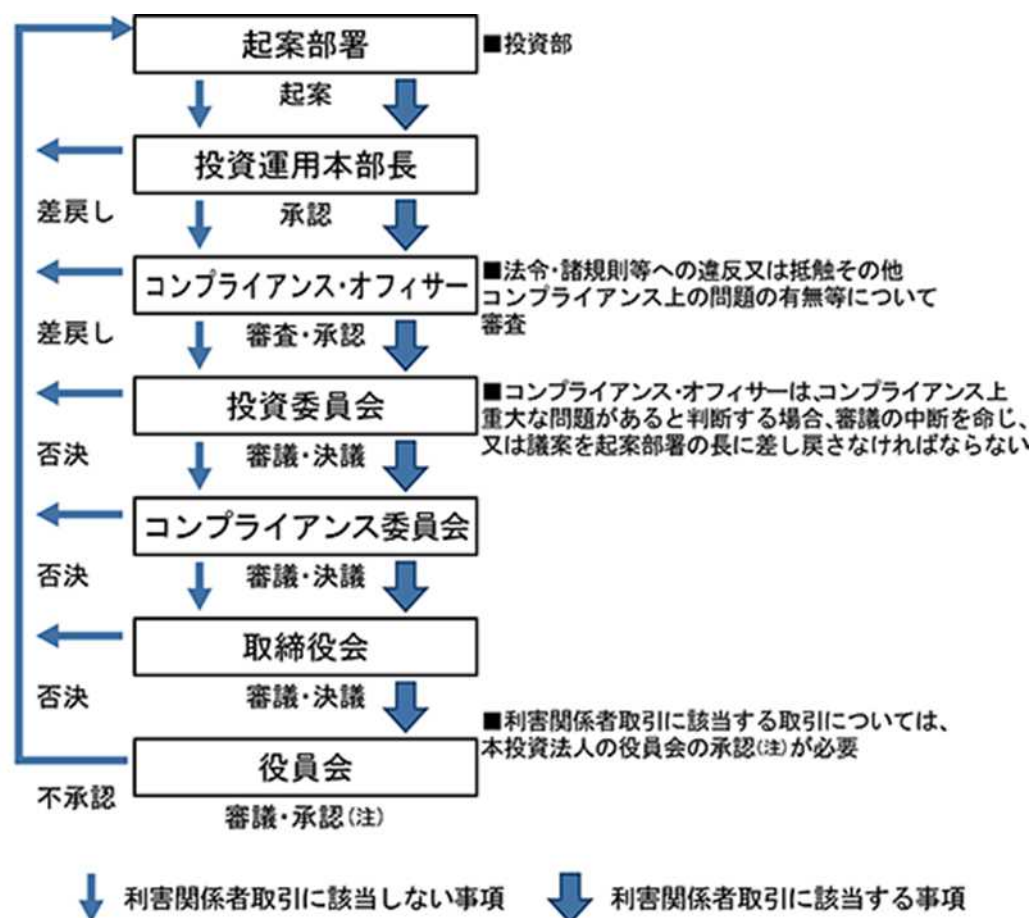 起案部署
■投資部
起案
投資運用本部長
差戻し
承認
コンプライアンス・オフィサー
■法令・諸規則等への違反又は抵触その他
コンプライアンス上の問題の有無等について
審査
差戻し
審査・承認
投資委員会
■コンプライアンス・オフィサーは、コンプライアンス上
重大な問題があると判断する場合、審議の中断を命じ、
又は議案を起案部署の長に差し戻さなければならない
否決
審議・決議
コンプライアンス委員会
否決
審議・決議
取締役会
否決
審議・決議
■利害関係者取引に該当する取引については、
本投資法人の役員会の承認(注)が必要
役員会
不承認
審議・承認(注)
利害関係者取引に該当しない事項
利害関係者取引に該当する事項